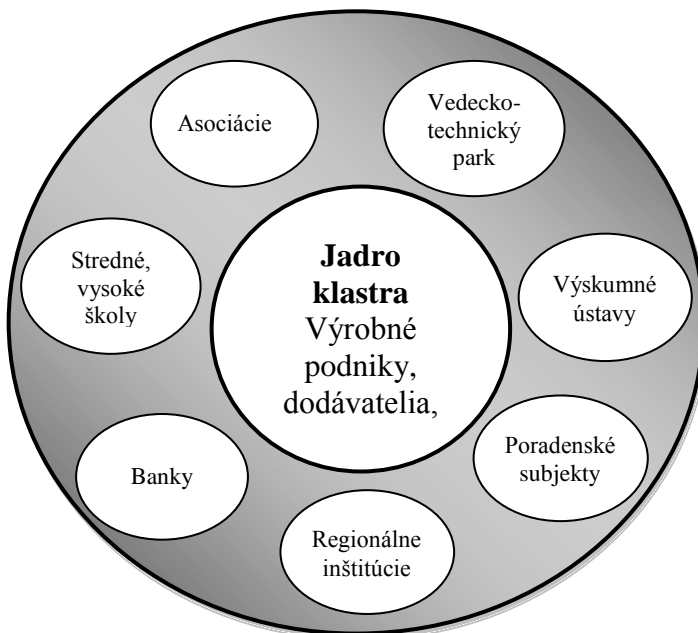 Asociácie
Vedecko-
technický
park
Stredné,
vysoké
školy
Jadro
klastra
Výrobné
podniky,
dodávatelia,
Výskumné
ústavy
Poradenské
subjekty
Banky
Regionálne
inštitúcie